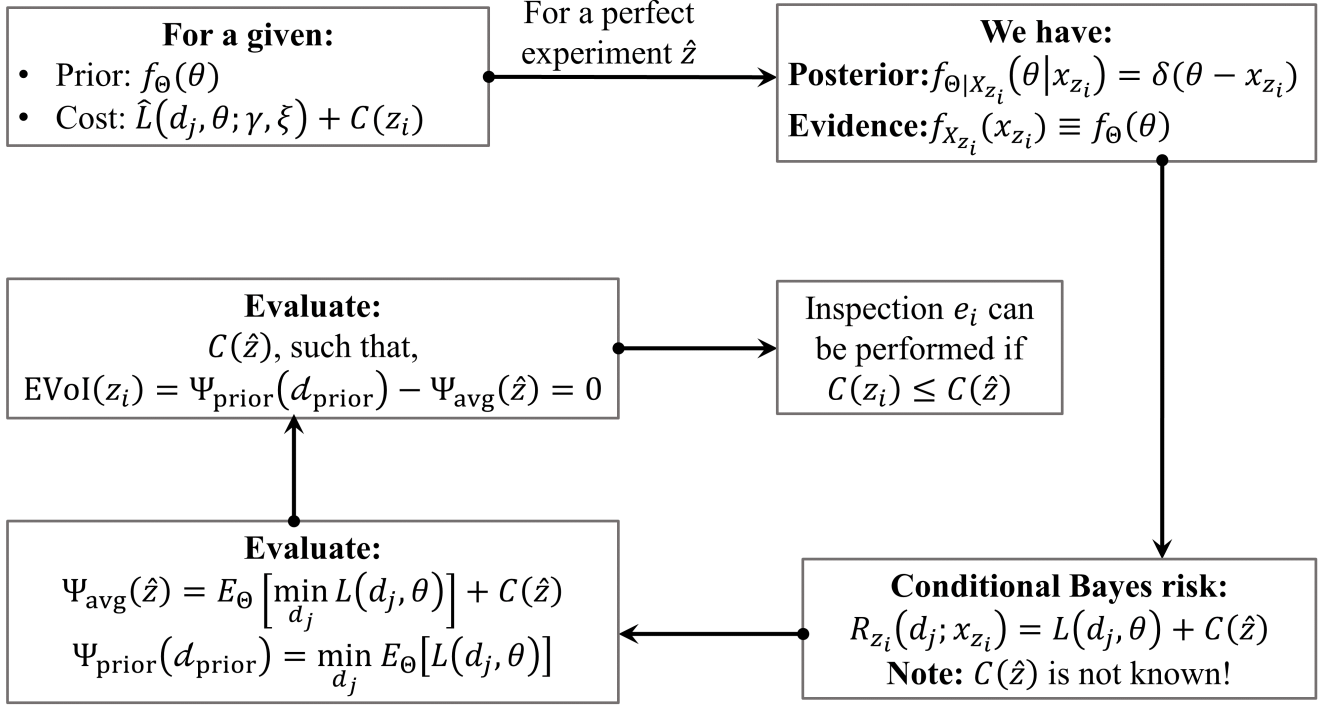 For a given:
• Prior: f_Θ(θ)
• Cost: L̂(d_j, θ; γ, ξ) + C(z_i)
For a perfect
experiment ẑ
We have:
Posterior:f_{Θ|X_{z_i}}(θ|x_{z_i}) = δ(θ − x_{z_i})
Evidence:f_{X_{z_i}}(x_{z_i}) ≡ f_Θ(θ)
Conditional Bayes risk:
R_{z_i}(d_j; x_{z_i}) = L(d_j, θ) + C(ẑ)
Note: C(ẑ) is not known!
Evaluate:
Ψ_avg(ẑ) = E_Θ [min_{d_j} L(d_j, θ)] + C(ẑ)
Ψ_prior(d_prior) = min_{d_j} E_Θ[L(d_j, θ)]
Evaluate:
C(ẑ), such that,
EVoI(z_i) = Ψ_prior(d_prior) − Ψ_avg(ẑ) = 0
Inspection e_i can
be performed if
C(z_i) ≤ C(ẑ)